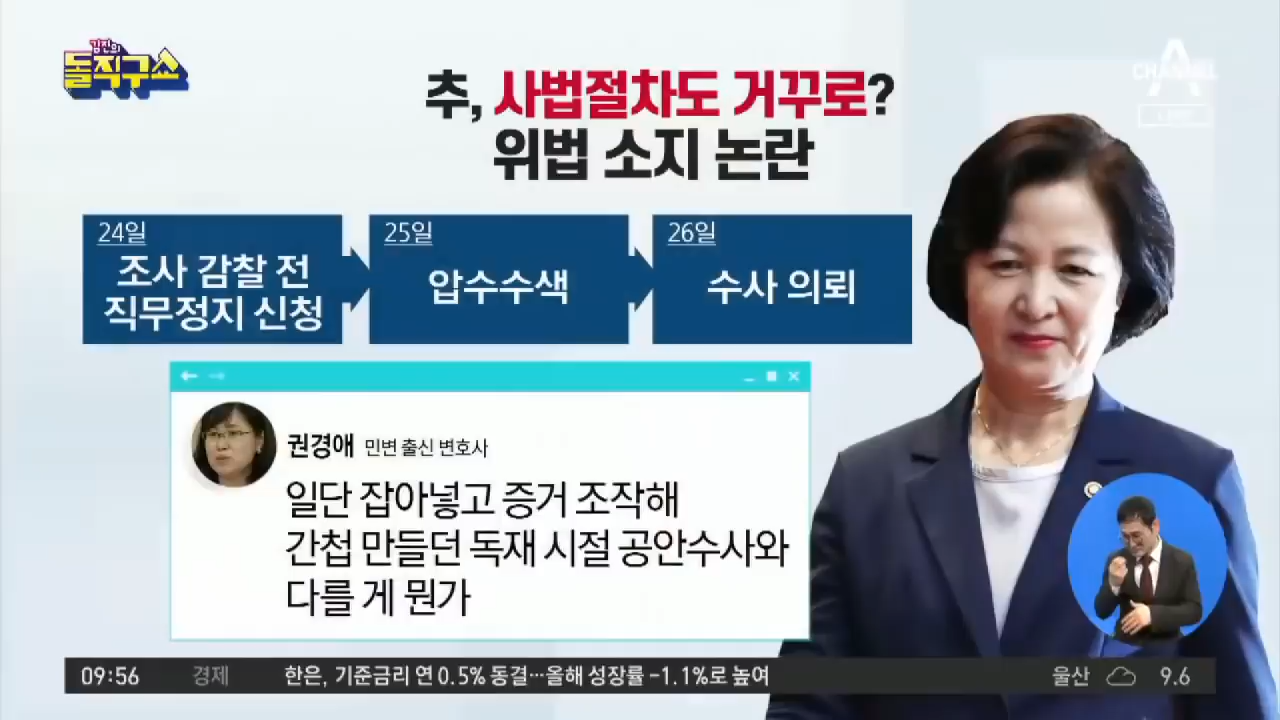 김진의
돌직구쇼
CHANNEL A
추, 사법절차도 거꾸로?
위법 소지 논란
24일
조사 감찰 전
직무정지 신청
25일
압수수색
26일
수사 의뢰
권경애 민변 출신 변호사
일단 잡아넣고 증거 조작해
간첩 만들던 독재 시절 공안수사와
다를 게 뭔가
09:56 경제 한은, 기준금리 연 0.5% 동결…올해 성장률 -1.1%로 높여 울산 9.6